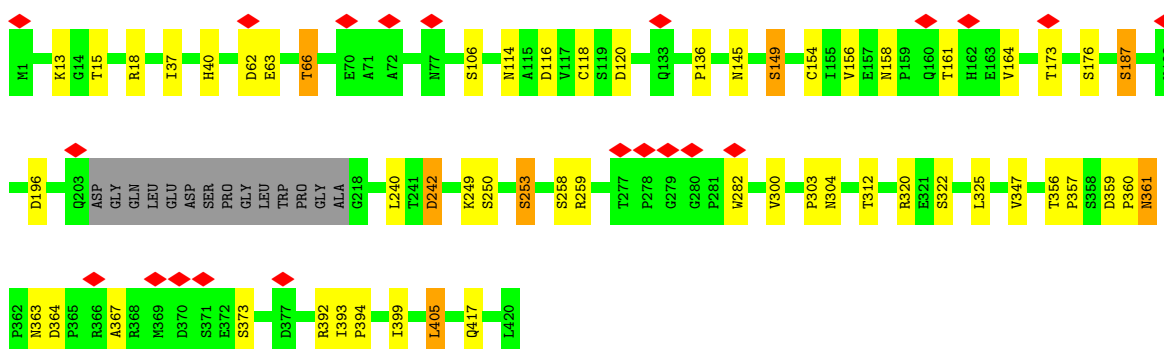 M1 K13 G14 T15 R18 I37 H40 D62 E63 T66 E70 A71 A72 N77 S106 N114 A115 D116 V117 C118 S119 D120 Q133 P136 N145 S149 C154 I155 V156 E157 N158 P159 Q160 T161 H162 E163 V164 T173 S176 S187
D196 Q203 ASP GLY GLN LEU GLU ASP SER PRO GLY LEU TRP PRO GLY ALA G218 L240 T241 D242 K249 S250 S253 S258 R259 T277 P278 G279 G280 P281 W282 V300 P303 N304 T312 R320 E321 S322 L325 V347 T356 P357 S358 D359 P360 N361
P362 N363 D364 P365 R366 A367 R368 M369 D370 S371 E372 S373 D377 R392 I393 P394 I399 L405 Q417 L420